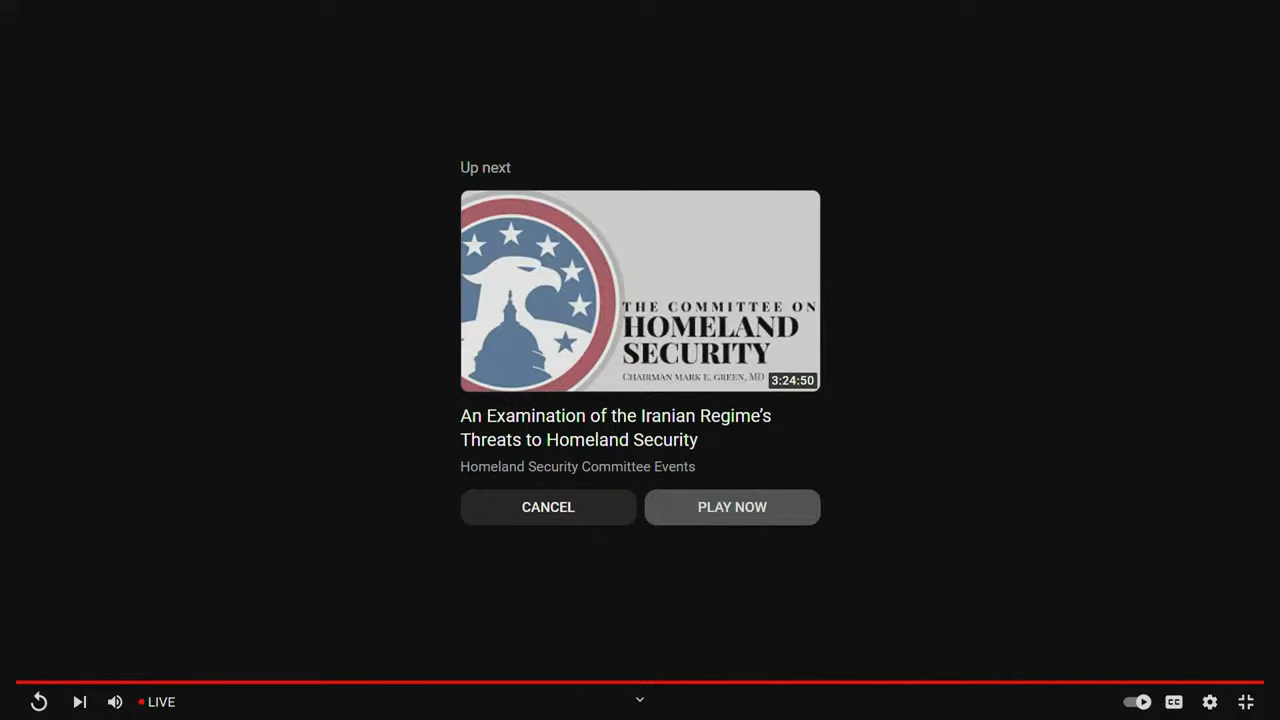 Up next
THE COMMITTEE ON
HOMELAND
SECURITY
CHAIRMAN MARK E. GREEN, MD
3:24:50
An Examination of the Iranian Regime’s
Threats to Homeland Security
Homeland Security Committee Events
CANCEL
PLAY NOW
LIVE
CC